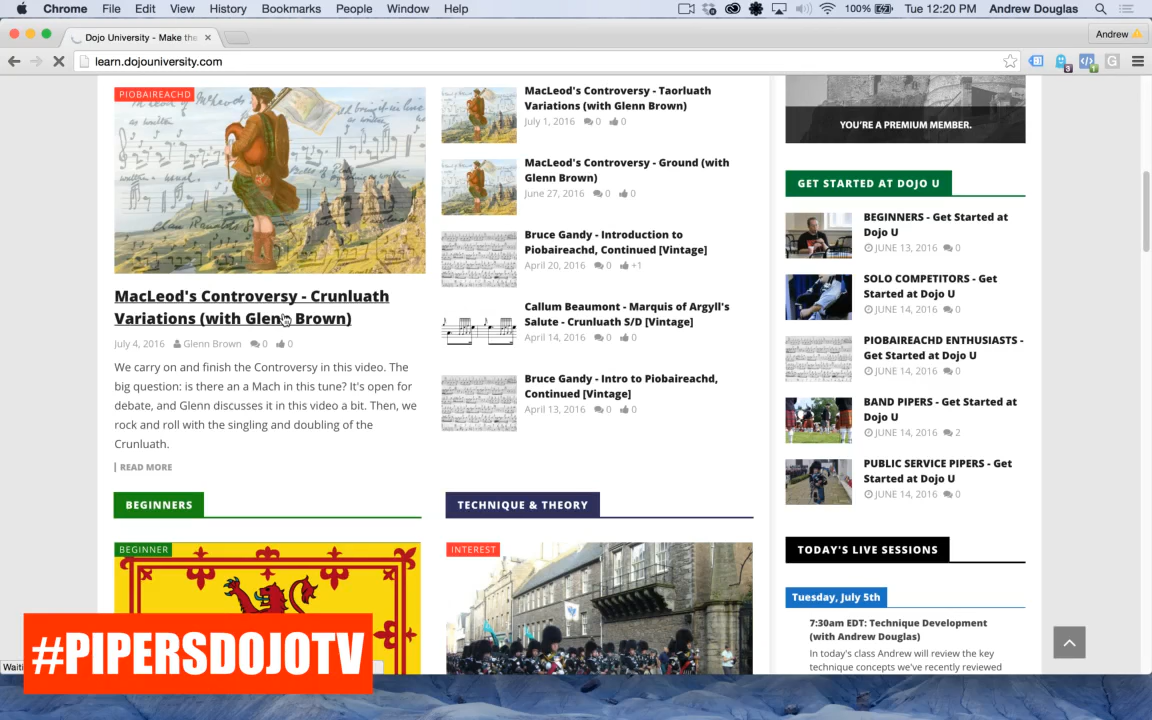 Chrome File Edit View History Bookmarks People Window Help
100% Tue 12:20 PM Andrew Douglas
Dojo University - Make the
Andrew
learn.dojouniversity.com
3
1
G
PIOBAIREACHD
MacLeod's Controversy - Crunluath
Variations (with Glenn Brown)
July 4, 2016 Glenn Brown 0 0
We carry on and finish the Controversy in this video. The
big question: is there an a Mach in this tune? It's open for
debate, and Glenn discusses it in this video a bit. Then, we
rock and roll with the singling and doubling of the
Crunluath.
| READ MORE
MacLeod's Controversy - Taorluath
Variations (with Glenn Brown)
July 1, 2016 0 0
MacLeod's Controversy - Ground (with
Glenn Brown)
June 27, 2016 0 0
Bruce Gandy - Introduction to
Piobaireachd, Continued [Vintage]
April 20, 2016 0 +1
Callum Beaumont - Marquis of Argyll's
Salute - Crunluath S/D [Vintage]
April 14, 2016 0 0
Bruce Gandy - Intro to Piobaireachd,
Continued [Vintage]
April 13, 2016 0 0
YOU'RE A PREMIUM MEMBER.
GET STARTED AT DOJO U
BEGINNERS - Get Started at
Dojo U
JUNE 13, 2016 0
SOLO COMPETITORS - Get
Started at Dojo U
JUNE 14, 2016 0
PIOBAIREACHD ENTHUSIASTS -
Get Started at Dojo U
JUNE 14, 2016 0
BAND PIPERS - Get Started at
Dojo U
JUNE 14, 2016 2
PUBLIC SERVICE PIPERS - Get
Started at Dojo U
JUNE 14, 2016 0
BEGINNERS
BEGINNER
TECHNIQUE & THEORY
INTEREST
TODAY'S LIVE SESSIONS
Tuesday, July 5th
7:30am EDT: Technique Development
(with Andrew Douglas)
In today's class Andrew will review the key
technique concepts we've recently reviewed
#PIPERSDOJOTV
Waiti